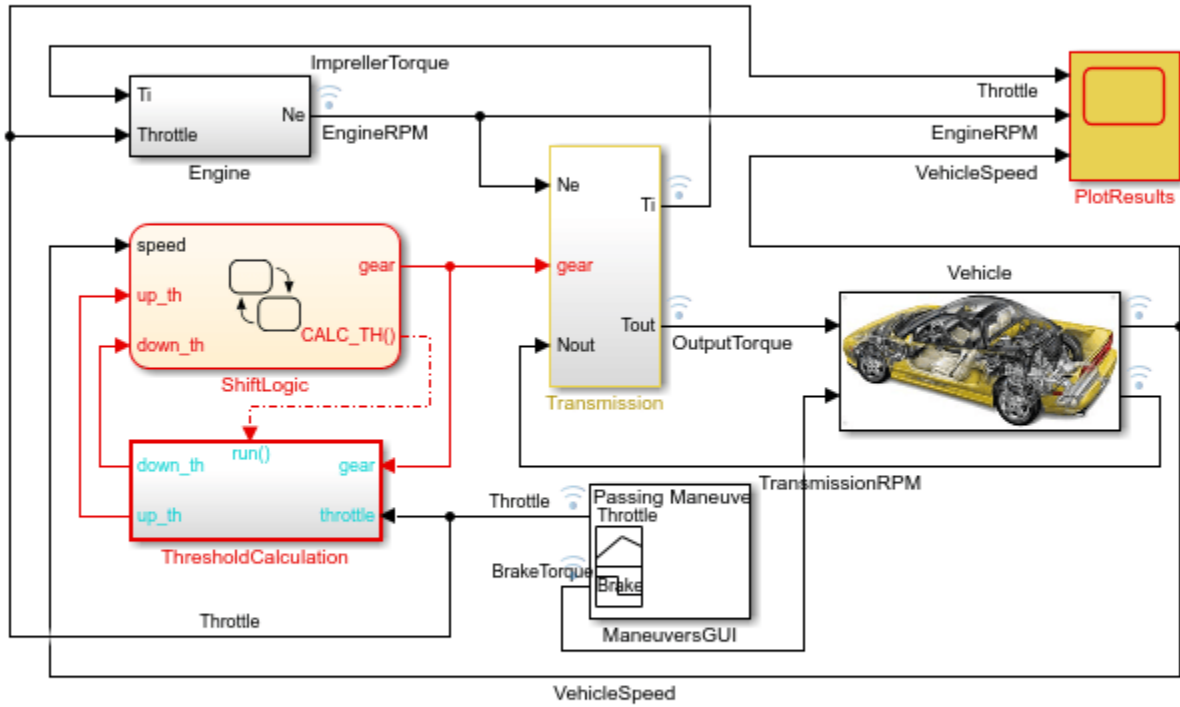 ImprellerTorque
Ti
Throttle
Ne
EngineRPM
Engine
Throttle
EngineRPM
VehicleSpeed
PlotResults
Ne
Ti
gear
Tout
Nout
OutputTorque
Transmission
speed
up_th
down_th
gear
CALC_TH()
ShiftLogic
Vehicle
run()
down_th
gear
up_th
throttle
ThresholdCalculation
TransmissionRPM
Throttle
Passing Maneuve
Throttle
BrakeTorque
Brake
ManeuversGUI
Throttle
VehicleSpeed